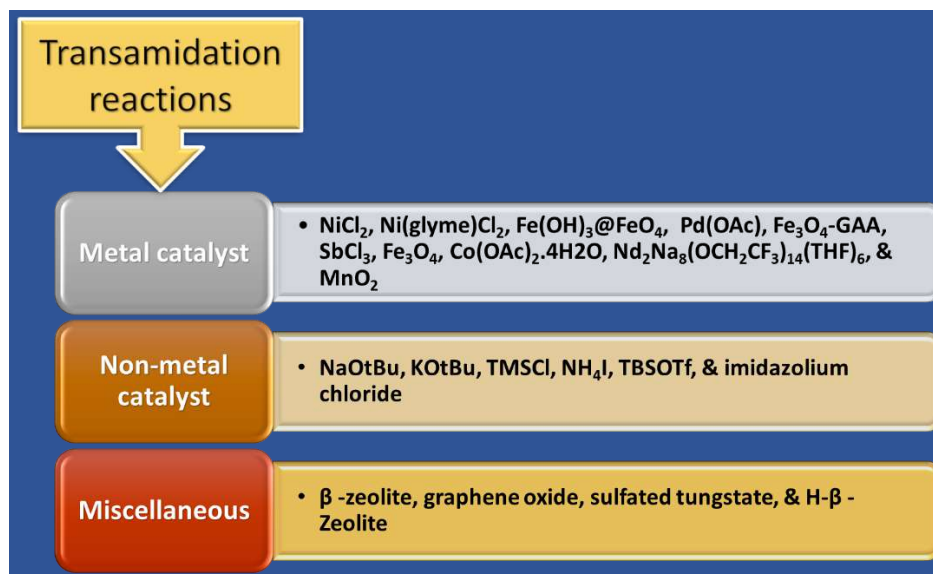 Transamidation
reactions
Metal catalyst
• NiCl₂, Ni(glyme)Cl₂, Fe(OH)₃@FeO₄, Pd(OAc), Fe₃O₄-GAA,
SbCl₃, Fe₃O₄, Co(OAc)₂.4H2O, Nd₂Na₈(OCH₂CF₃)₁₄(THF)₆, &
MnO₂
Non-metal
catalyst
• NaOtBu, KOtBu, TMSCl, NH₄I, TBSOTf, & imidazolium
chloride
Miscellaneous
• β -zeolite, graphene oxide, sulfated tungstate, & H-β -
Zeolite